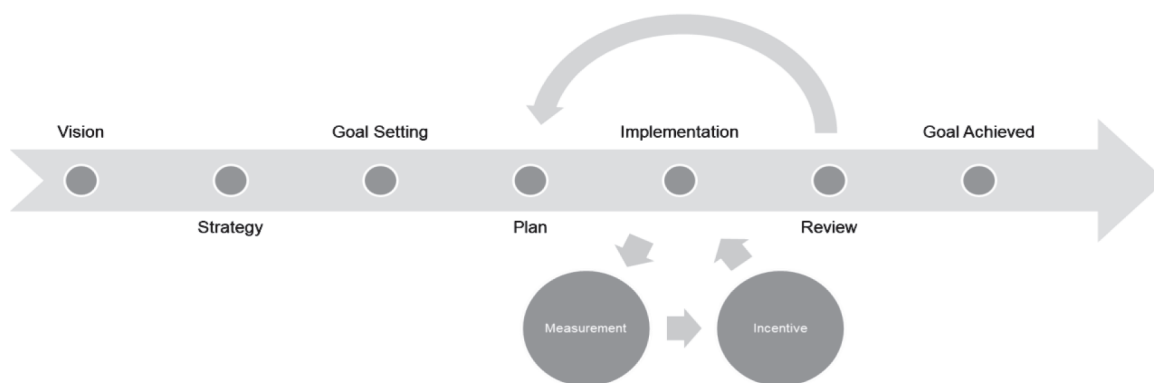 Vision
Goal Setting
Implementation
Goal Achieved
Strategy
Plan
Review
Measurement
Incentive